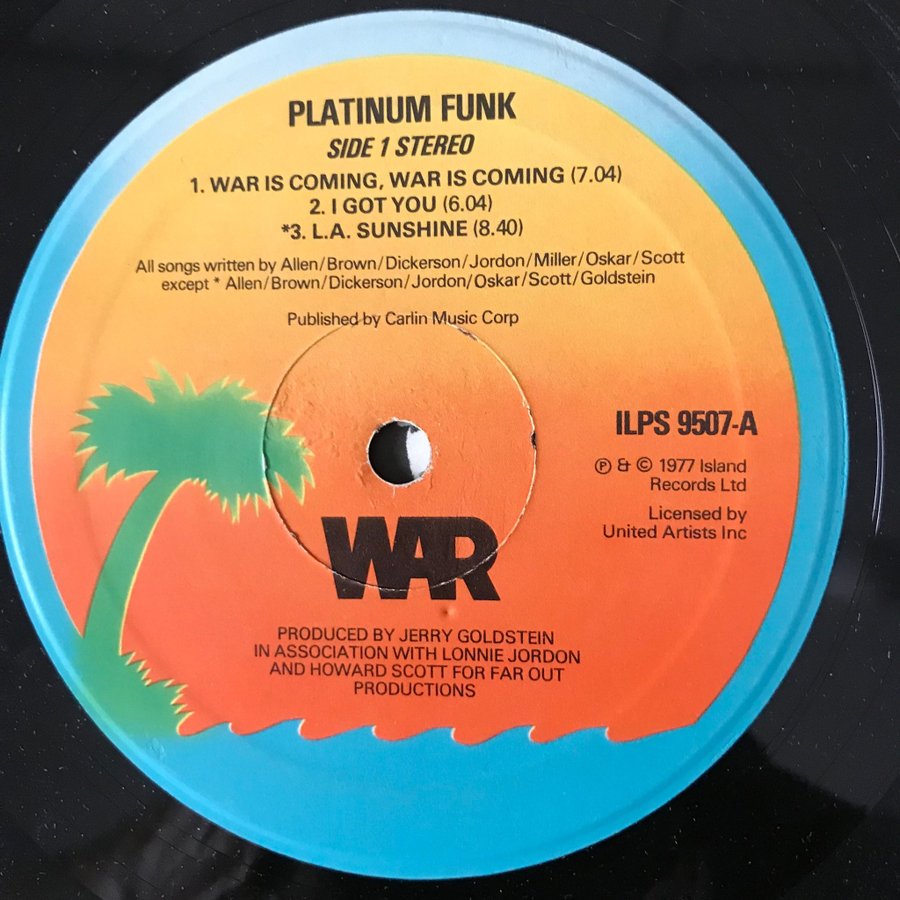 PLATINUM FUNK
SIDE 1 STEREO
1. WAR IS COMING, WAR IS COMING (7.04)
2. I GOT YOU (6.04)
*3. L.A. SUNSHINE (8.40)
All songs written by Allen/Brown/Dickerson/Jordon/Miller/Oskar/Scott
except * Allen/Brown/Dickerson/Jordon/Oskar/Scott/Goldstein
Published by Carlin Music Corp
ILPS 9507-A
℗ & © 1977 Island
Records Ltd
Licensed by
United Artists Inc
WAR
PRODUCED BY JERRY GOLDSTEIN
IN ASSOCIATION WITH LONNIE JORDON
AND HOWARD SCOTT FOR FAR OUT
PRODUCTIONS